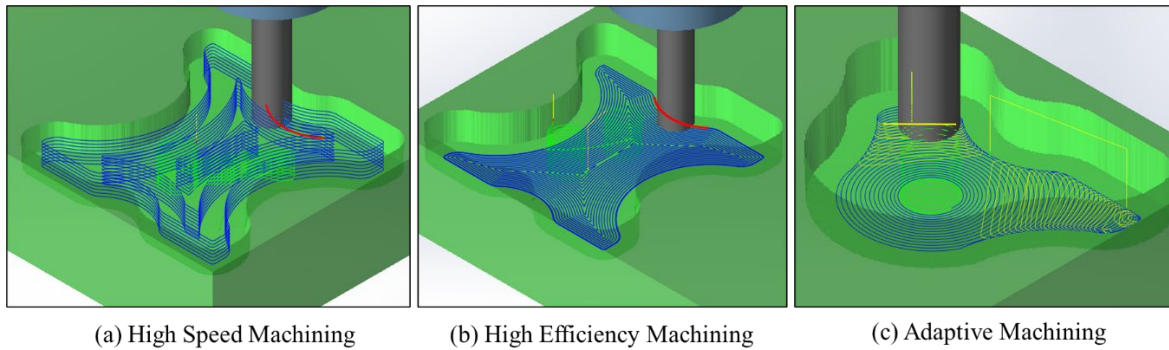 (a) High Speed Machining
(b) High Efficiency Machining
(c) Adaptive Machining